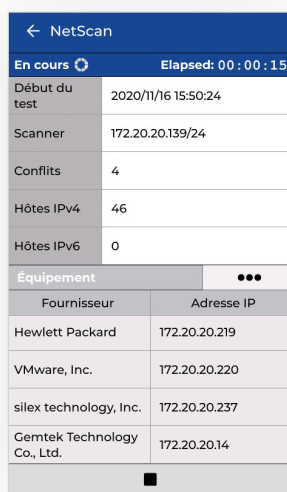 NetScan
En cours Elapsed: 00:00:15
Début du
test
2020/11/16 15:50:24
Scanner 172.20.20.139/24
Conflits 4
Hôtes IPv4 46
Hôtes IPv6 0
Équipement
Fournisseur Adresse IP
Hewlett Packard 172.20.20.219
VMware, Inc. 172.20.20.220
silex technology, Inc. 172.20.20.237
Gemtek Technology
Co., Ltd.
172.20.20.14